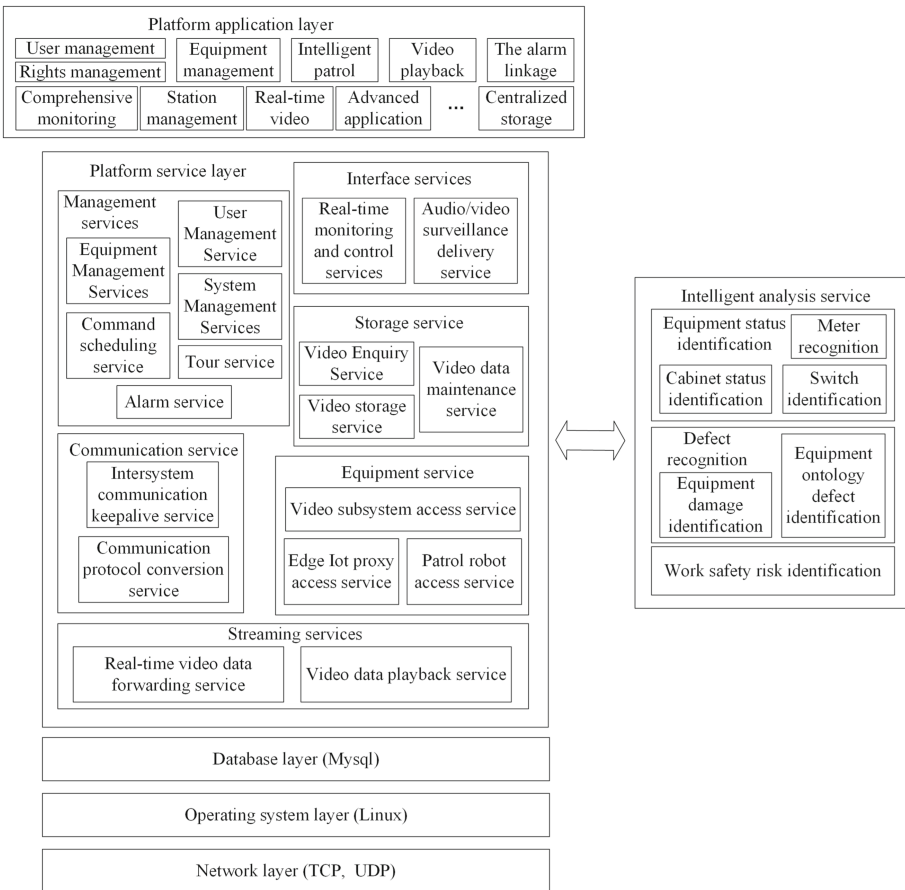 Platform application layer
User management
Rights management
Equipment
management
Intelligent
patrol
Video
playback
The alarm
linkage
Comprehensive
monitoring
Station
management
Real-time
video
Advanced
application
...
Centralized
storage
Platform service layer
Management
services
User
Management
Service
Equipment
Management
Services
System
Management
Services
Command
scheduling
service
Tour service
Alarm service
Interface services
Real-time
monitoring
and control
services
Audio/video
surveillance
delivery
service
Storage service
Video Enquiry
Service
Video storage
service
Video data
maintenance
service
Communication service
Intersystem
communication
keepalive service
Communication
protocol conversion
service
Equipment service
Video subsystem access service
Edge Iot proxy
access service
Patrol robot
access service
Streaming services
Real-time video data
forwarding service
Video data playback service
Intelligent analysis service
Equipment status
identification
Meter
recognition
Cabinet status
identification
Switch
identification
Defect
recognition
Equipment
damage
identification
Equipment
ontology
defect
identification
Work safety risk identification
Database layer (Mysql)
Operating system layer (Linux)
Network layer (TCP, UDP)